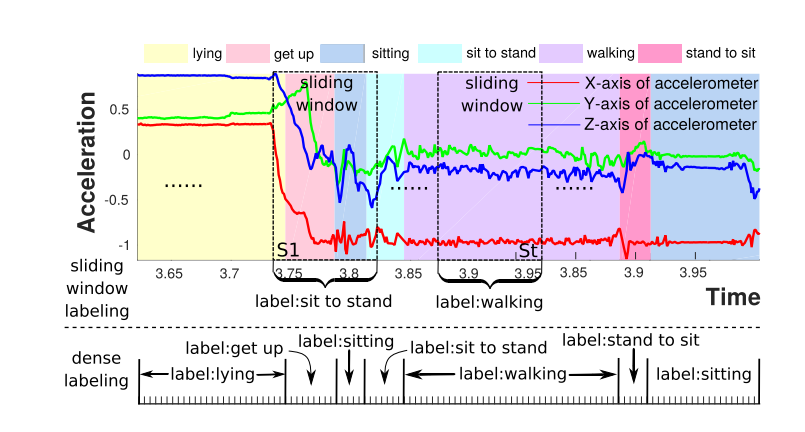 lying get up sitting sit to stand walking stand to sit
sliding window
sliding window
X-axis of accelerometer
Y-axis of accelerometer
Z-axis of accelerometer
Acceleration
0.5
0
-0.5
-1
......
......
......
S1
St
3.65 3.7 3.75 3.8 3.85 3.9 3.95 3.85 3.9 3.95
Time
sliding
window
labeling
label:sit to stand
label:walking
dense
labeling
label:get up
label:sitting
label:sit to stand
label:stand to sit
label:lying
label:walking
label:sitting